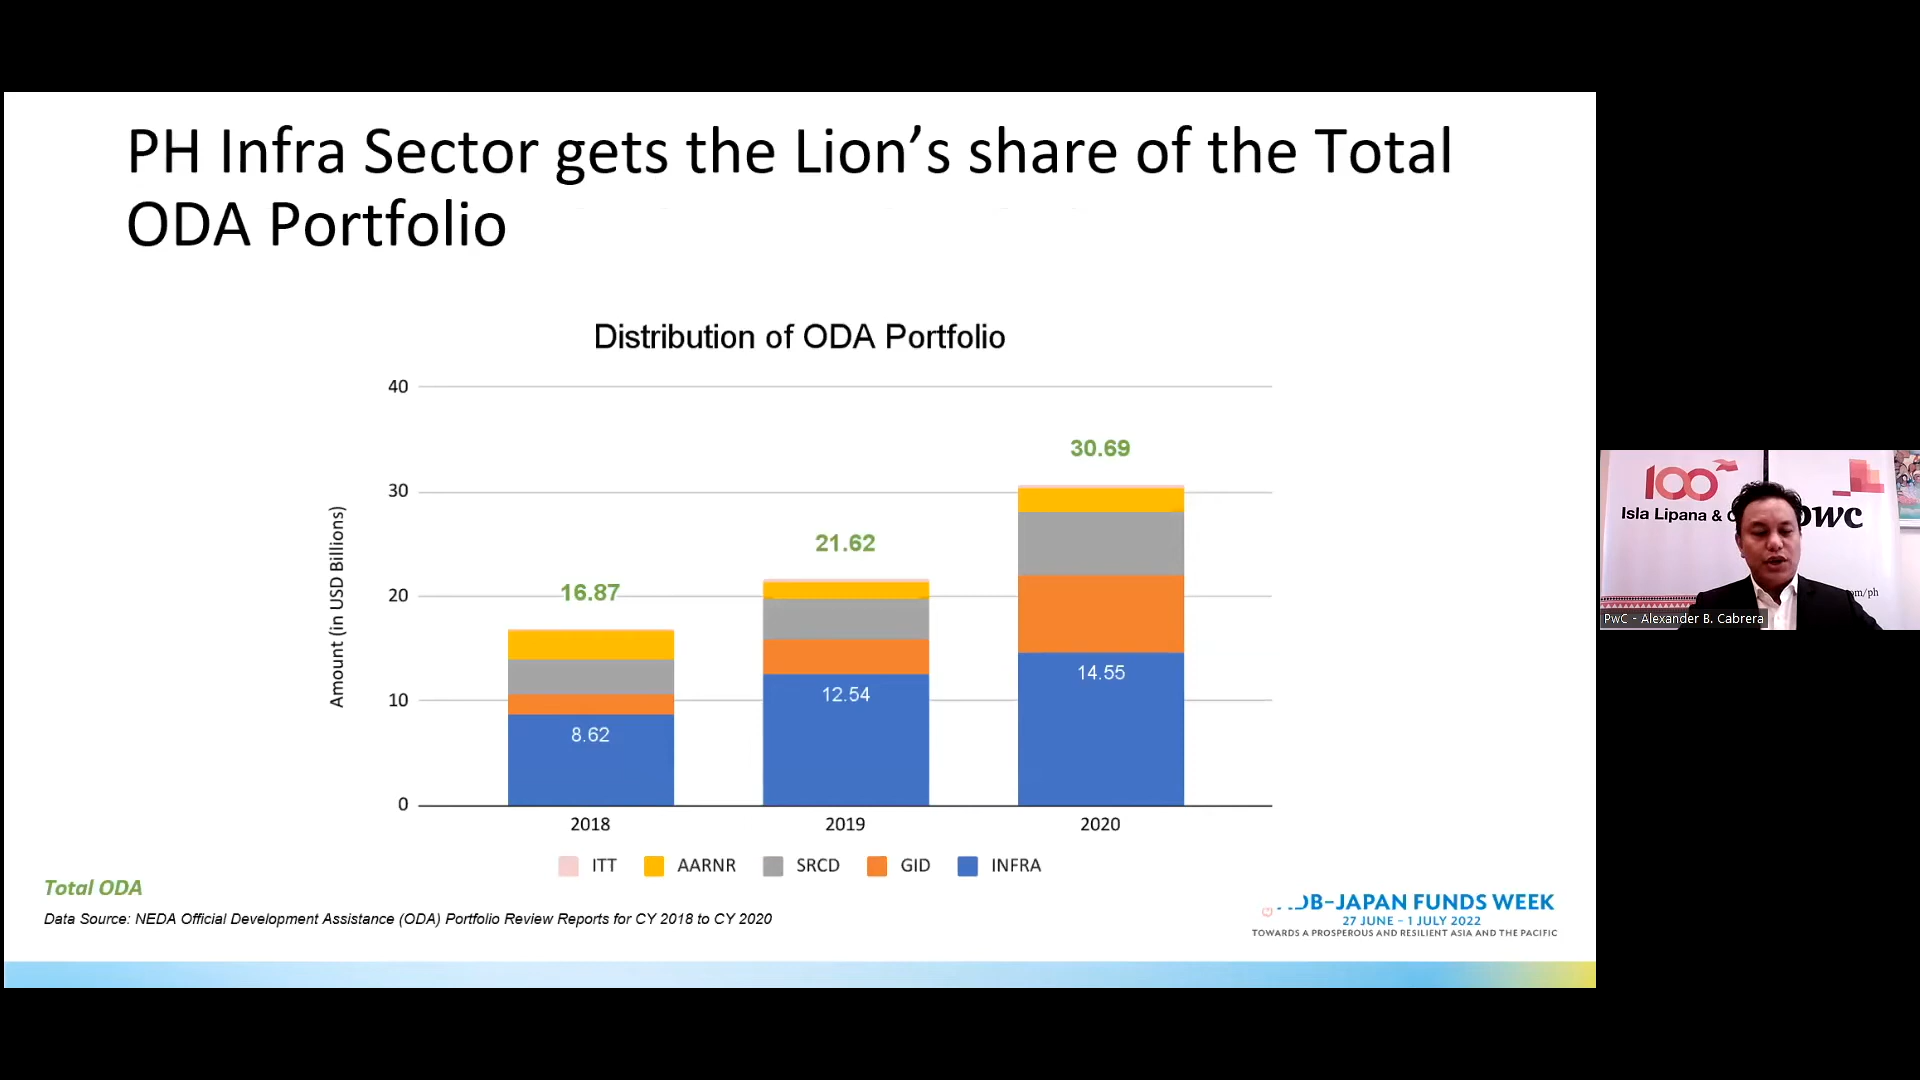 PH Infra Sector gets the Lion’s share of the Total
ODA Portfolio
Distribution of ODA Portfolio
Amount (in USD Billions)
40
30
20
10
0
16.87
21.62
30.69
8.62
12.54
14.55
2018
2019
2020
ITT
AARNR
SRCD
GID
INFRA
Total ODA
Data Source: NEDA Official Development Assistance (ODA) Portfolio Review Reports for CY 2018 to CY 2020
DB–JAPAN FUNDS WEEK
27 JUNE – 1 JULY 2022
TOWARDS A PROSPEROUS AND RESILIENT ASIA AND THE PACIFIC
100
Isla Lipana & C
pwc
om/ph
PwC - Alexander B. Cabrera